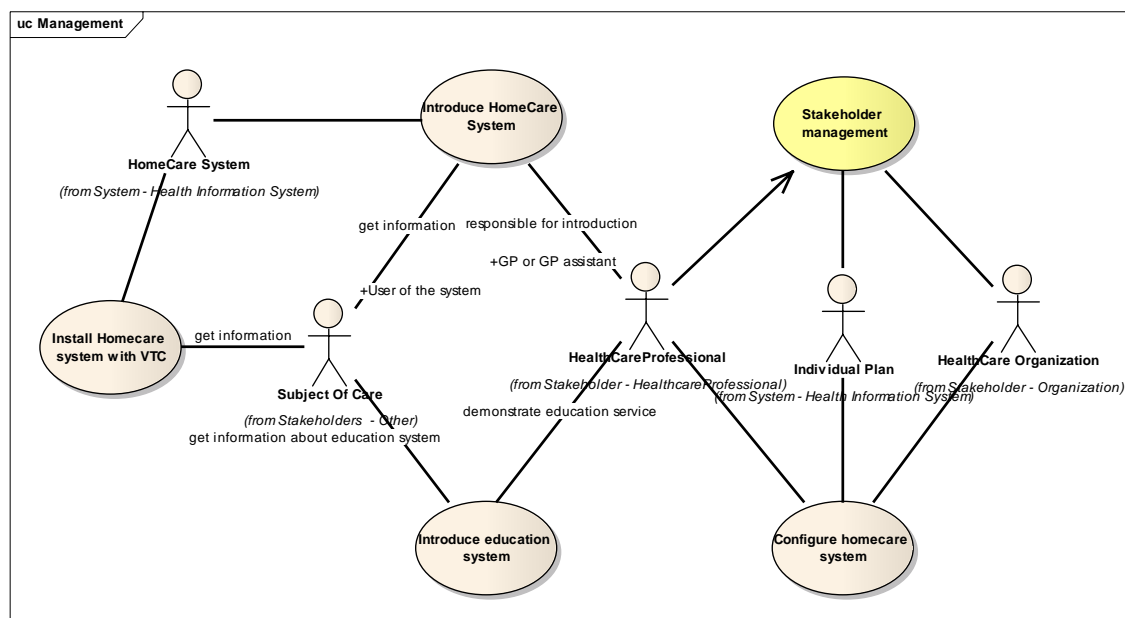 uc Management
Introduce HomeCare
System
Stakeholder
management
HomeCare System
(from System - Health Information System)
get information
responsible for introduction
+GP or GP assistant
+User of the system
Install Homecare
system with VTC
get information
HealthCareProfessional
(from Stakeholder - HealthcareProfessional)
Individual Plan
(from System - Health Information System)
HealthCare Organization
(from Stakeholder - Organization)
Subject Of Care
(from Stakeholders - Other)
get information about education system
demonstrate education service
Introduce education
system
Configure homecare
system